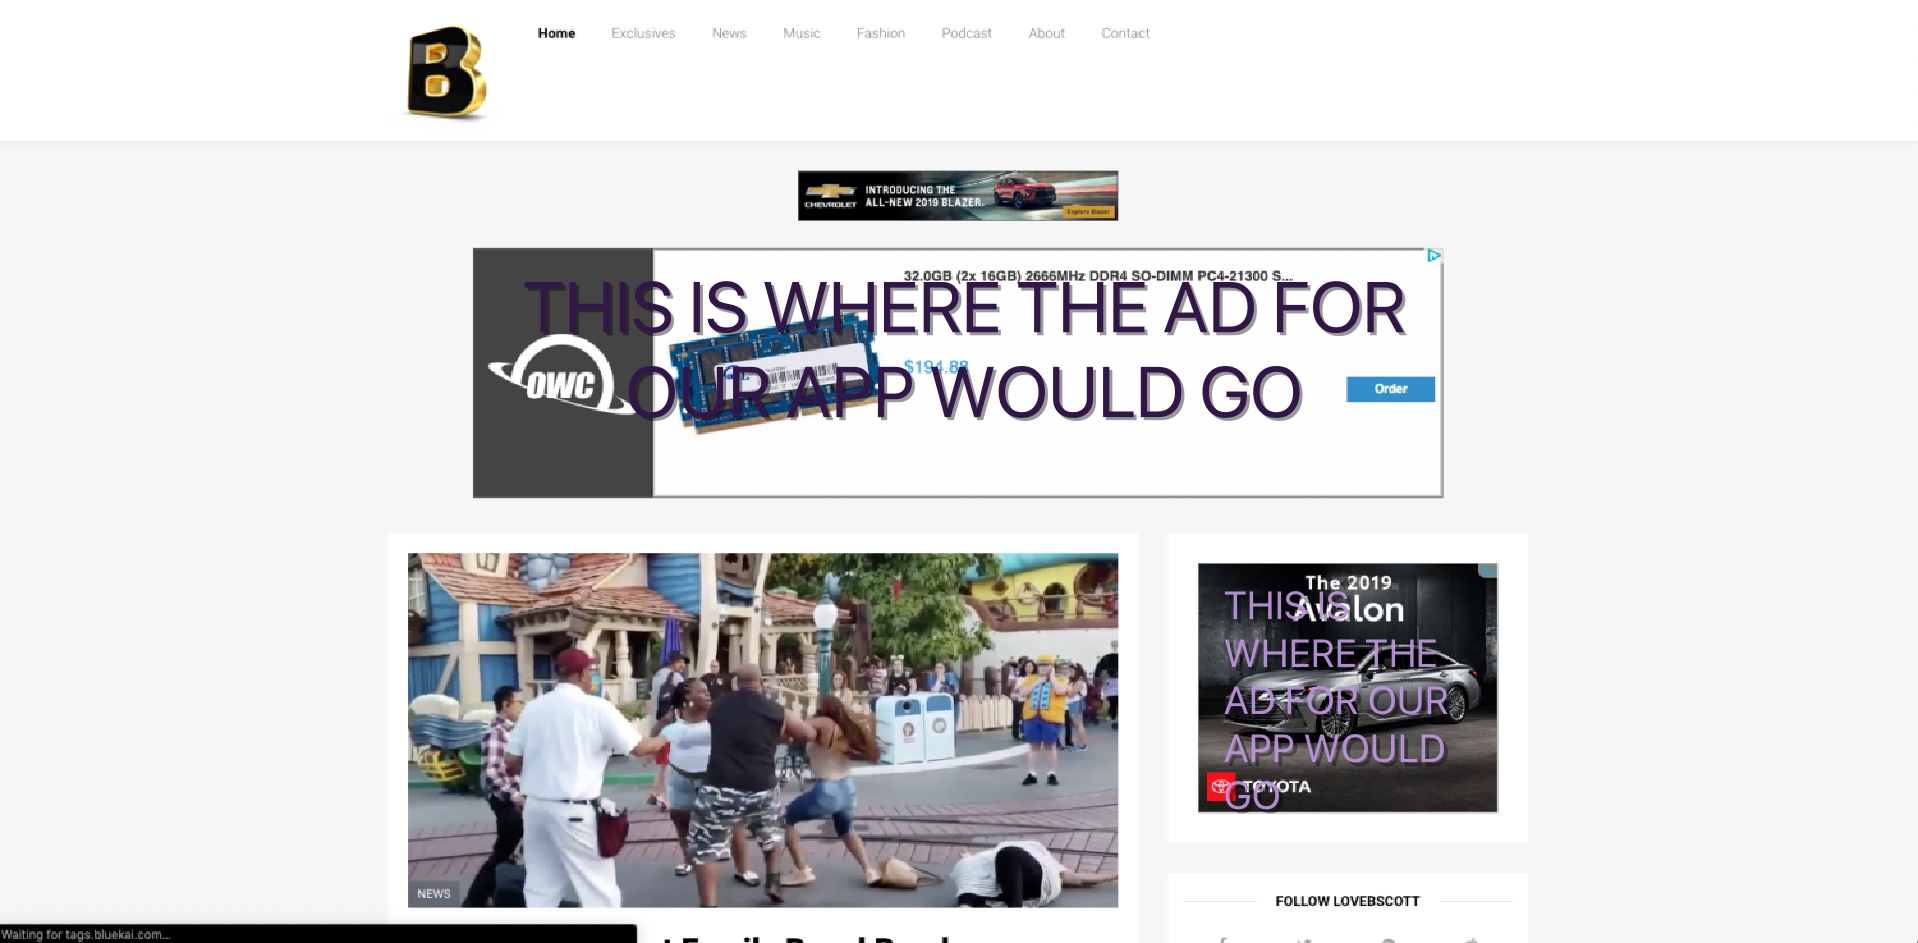 B
Home Exclusives News Music Fashion Podcast About Contact
CHEVROLET
INTRODUCING THE
ALL-NEW 2019 BLAZER.
Explore Blazer
32.0GB (2x 16GB) 2666MHz DDR4 SO-DIMM PC4-21300 S...
THIS IS WHERE THE AD FOR
OUR APP WOULD GO
OWC
$194.88
Order
The 2019
Avalon
THIS IS
WHERE THE
AD FOR OUR
APP WOULD
GO
TOYOTA
NEWS
FOLLOW LOVEBSCOTT
Waiting for tags.bluekai.com...